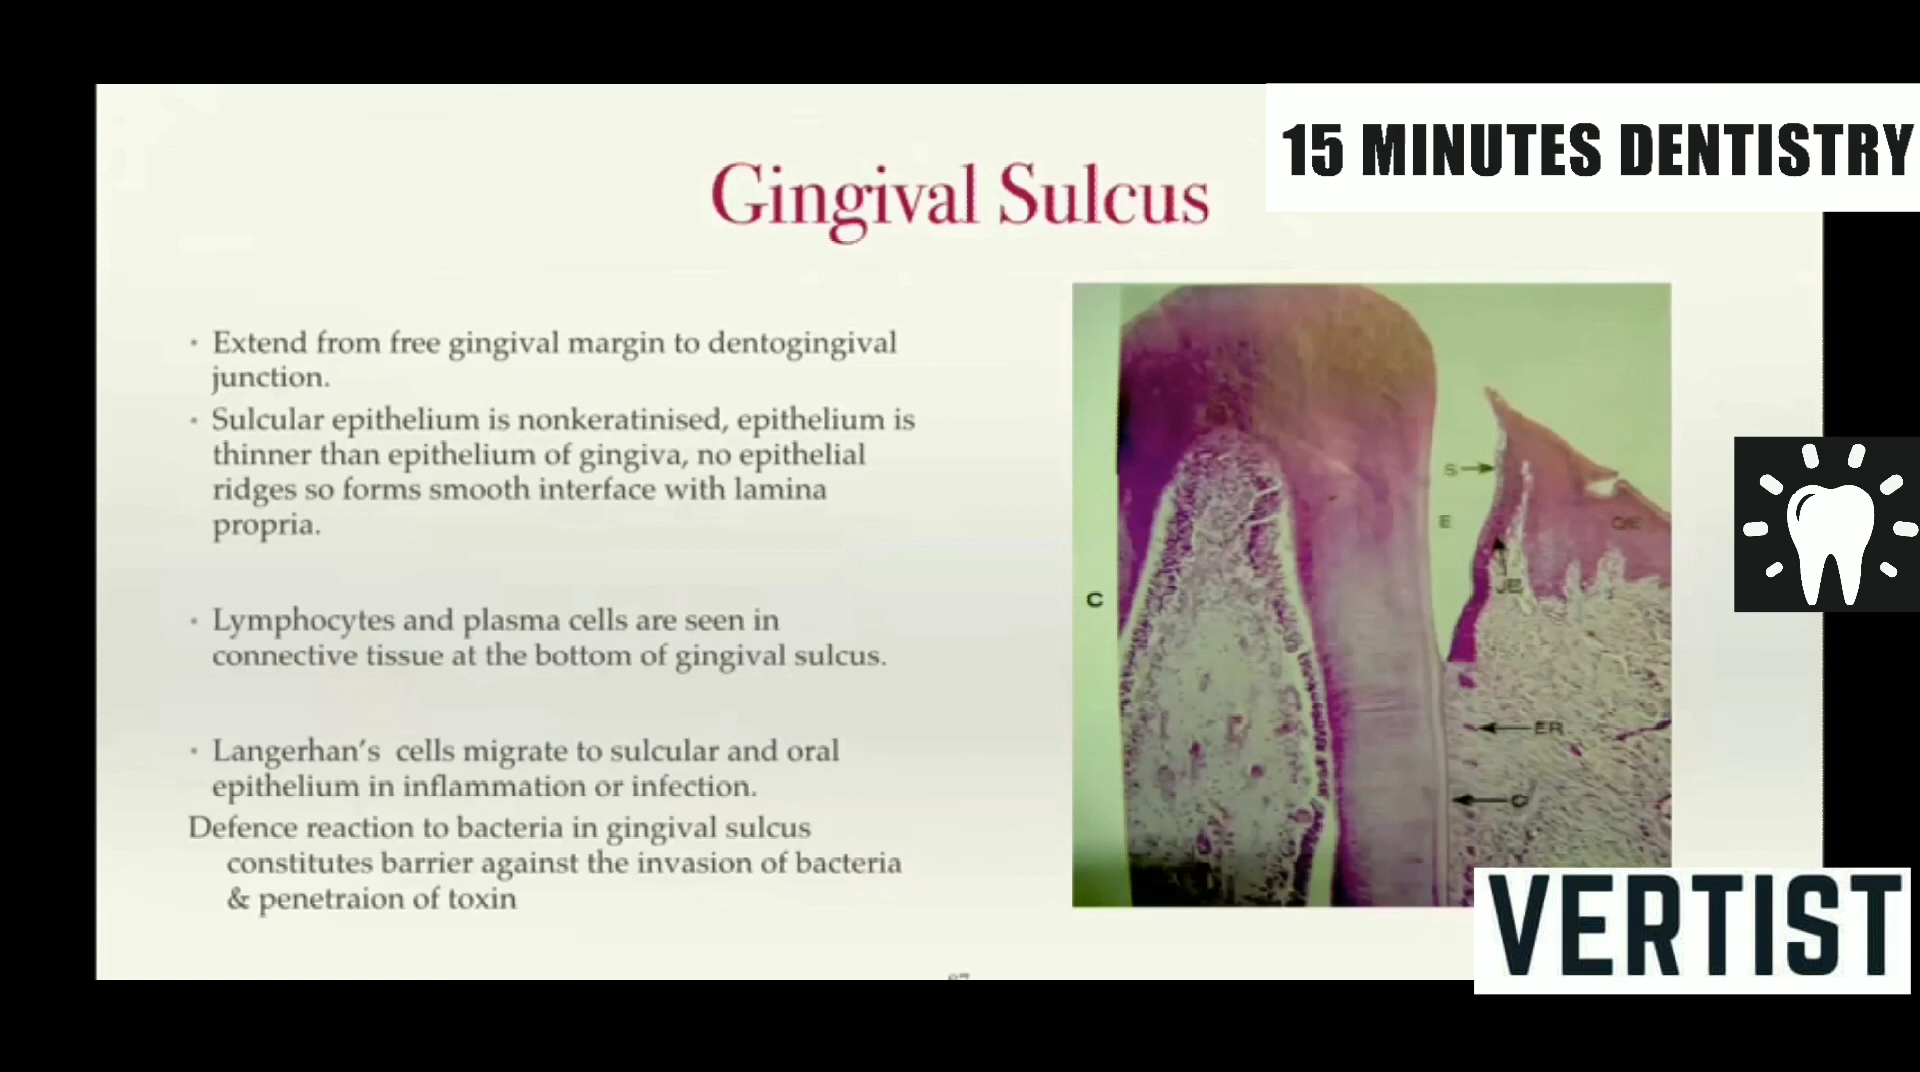 15 MINUTES DENTISTRY
Gingival Sulcus
• Extend from free gingival margin to dentogingival
junction.
• Sulcular epithelium is nonkeratinised, epithelium is
thinner than epithelium of gingiva, no epithelial
ridges so forms smooth interface with lamina
propria.
• Lymphocytes and plasma cells are seen in
connective tissue at the bottom of gingival sulcus.
• Langerhan's cells migrate to sulcular and oral
epithelium in inflammation or infection.
Defence reaction to bacteria in gingival sulcus
constitutes barrier against the invasion of bacteria
& penetraion of toxin
S
E
OE
JE
C
ER
VERTIST